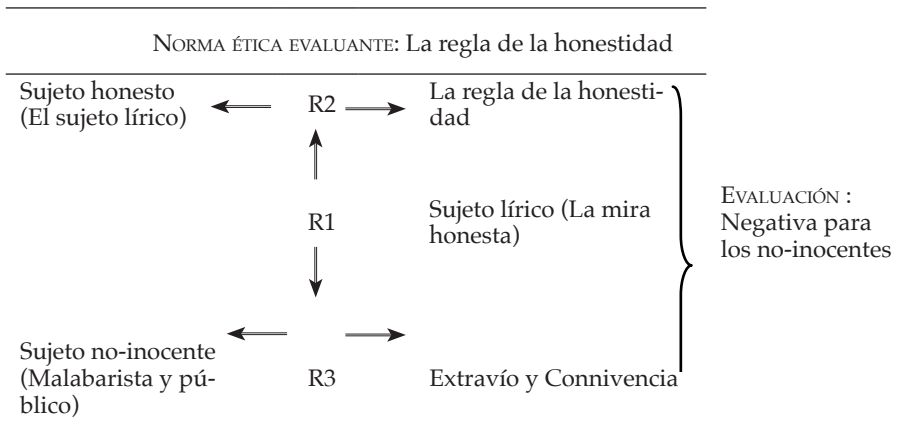 NORMA ÉTICA EVALUANTE: La regla de la honestidad
Sujeto honesto
(El sujeto lírico)
R2
La regla de la honesti-
dad
R1
Sujeto lírico (La mira
honesta)
EVALUACIÓN :
Negativa para
los no-inocentes
Sujeto no-inocente
(Malabarista y pú-
blico)
R3
Extravío y Connivencia